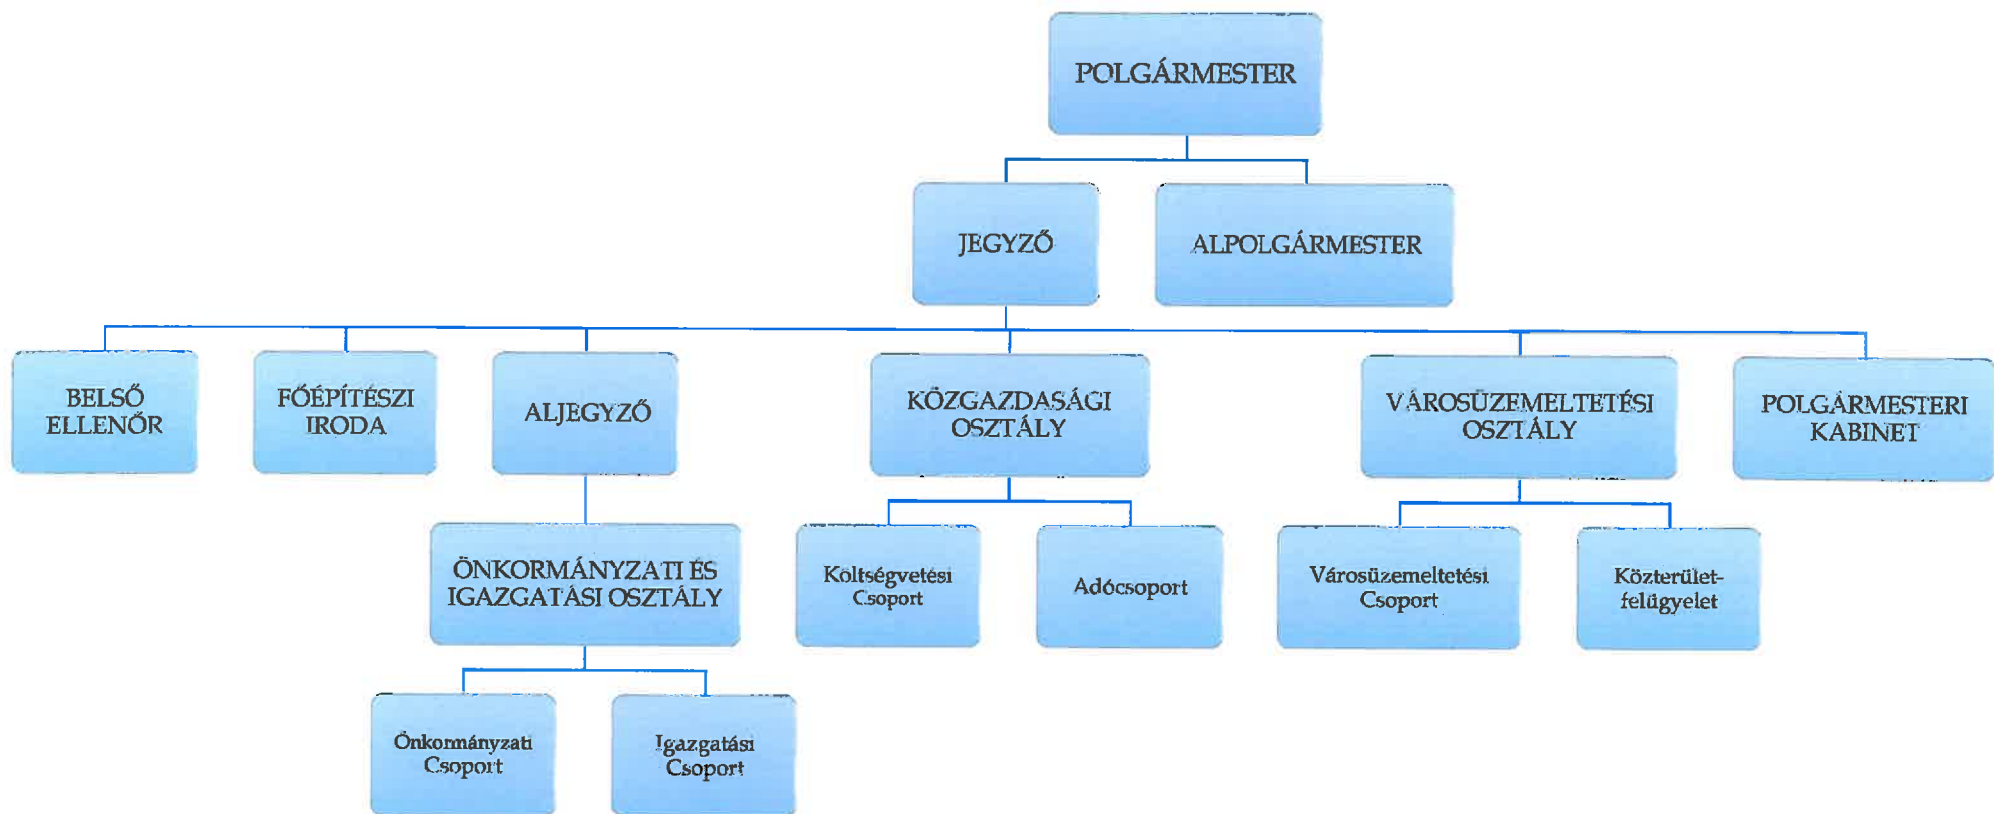 POLGÁRMESTER
JEGYZŐ
ALPOLGÁRMESTER
BELSŐ
ELLENŐR
FŐÉPÍTÉSZI
IRODA
ALJEGYZŐ
KÖZGAZDASÁGI
OSZTÁLY
VÁROSÜZEMELTETÉSI
OSZTÁLY
POLGÁRMESTERI
KABINET
ÖNKORMÁNYZATI ÉS
IGAZGATÁSI OSZTÁLY
Költségvetési
Csoport
Adócsoport
Városüzemeltetési
Csoport
Közterület-
felügyelet
Önkormányzati
Csoport
Igazgatási
Csoport